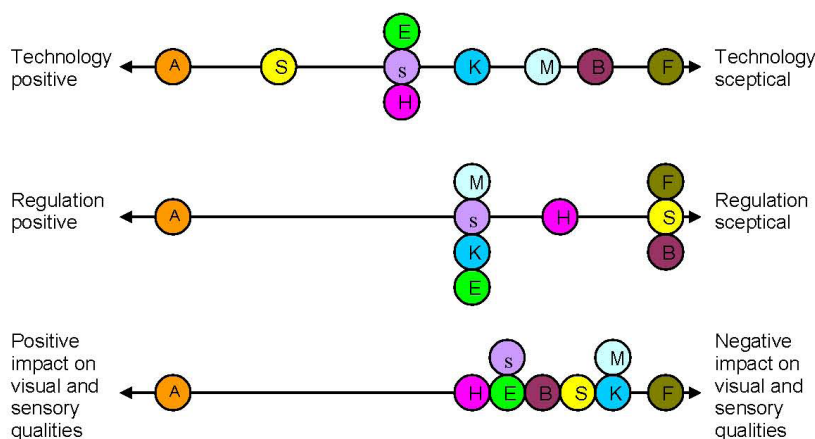 E
Technology
positive
A S s K M B F
Technology
sceptical
H
M F
Regulation
positive
A s H S
Regulation
sceptical
K B
E
Positive
impact on
visual and
sensory
qualities
s M
A H E B S K F
Negative
impact on
visual and
sensory
qualities